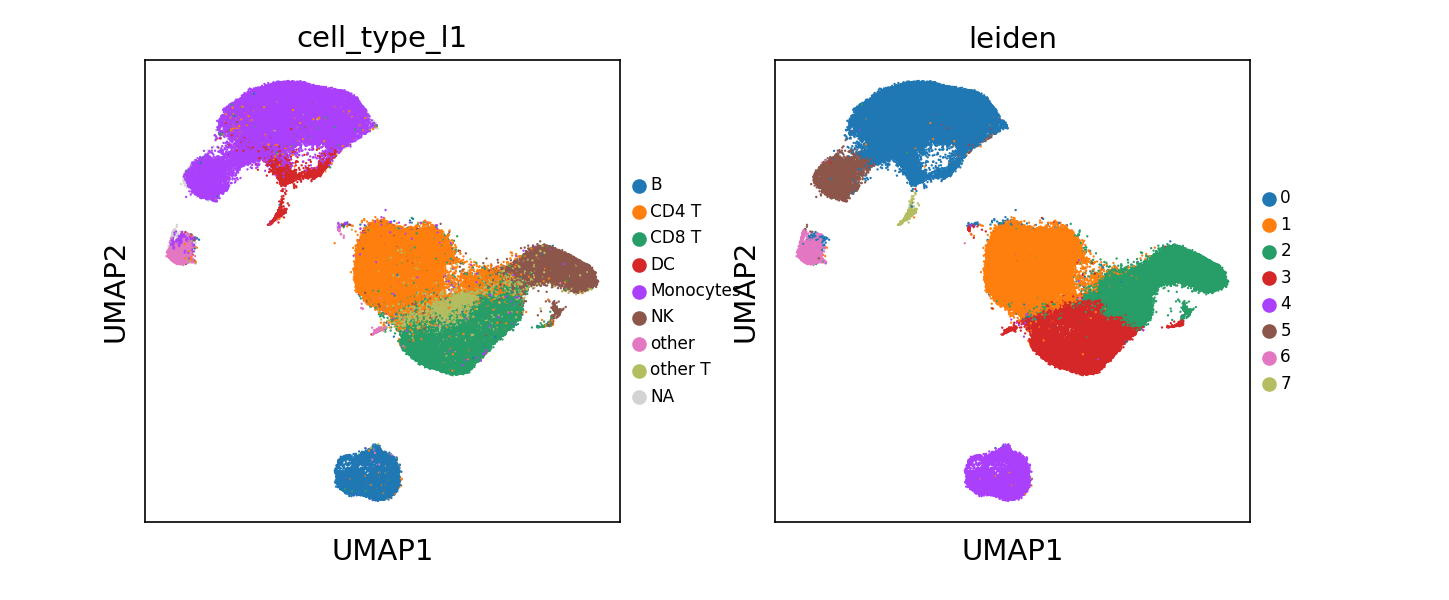 cell_type_l1
UMAP2
UMAP1
B
CD4 T
CD8 T
DC
Monocytes
NK
other
other T
NA
leiden
UMAP2
UMAP1
0
1
2
3
4
5
6
7